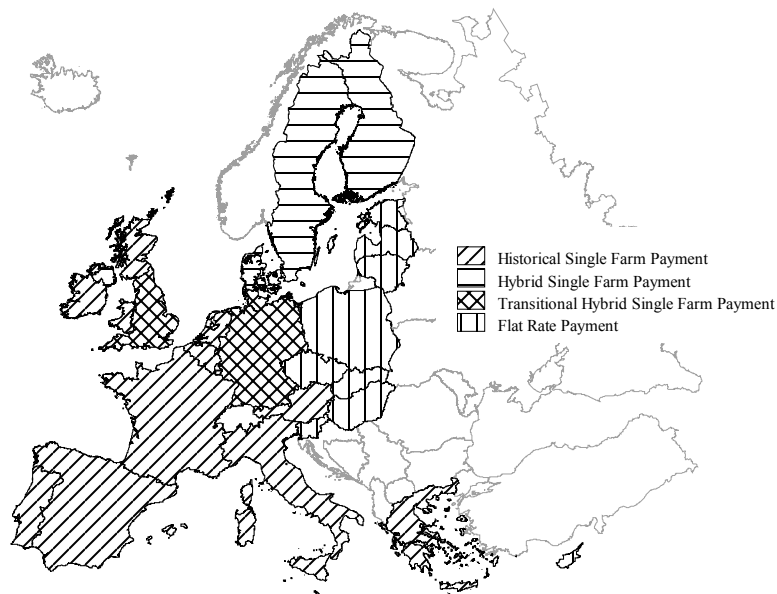 Historical Single Farm Payment
Hybrid Single Farm Payment
Transitional Hybrid Single Farm Payment
Flat Rate Payment